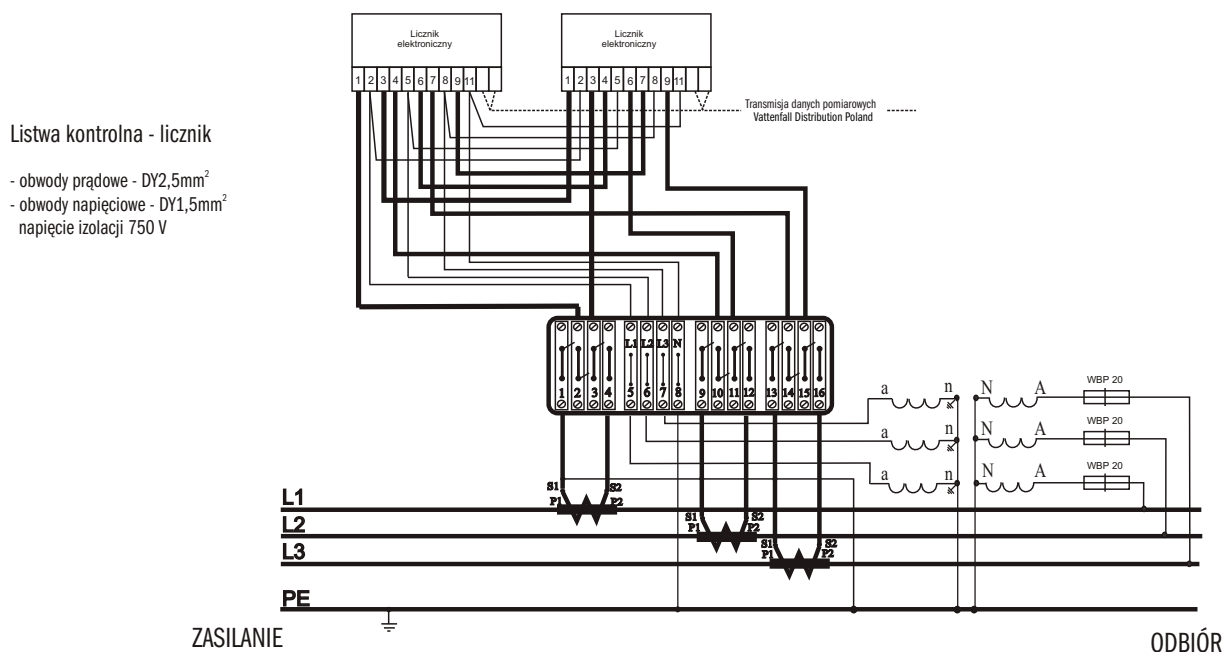 Licznik
elektroniczny
Licznik
elektroniczny
1 2 3 4 5 6 7 8 9 11
1 2 3 4 5 6 7 8 9 11
Transmisja danych pomiarowych
Vattenfall Distribution Poland
Listwa kontrolna - licznik
- obwody prądowe - DY2,5mm²
- obwody napięciowe - DY1,5mm²
napięcie izolacji 750 V
L1 L2 L3 N
1 2 3 4 5 6 7 8 9 10 11 12 13 14 15 16
a n N A WBP 20
a n N A WBP 20
a n N A WBP 20
S1 S2
P1 P2
L1
S1 S2
P1 P2
L2
S1 S2
P1 P2
L3
PE
ZASILANIE
ODBIÓR